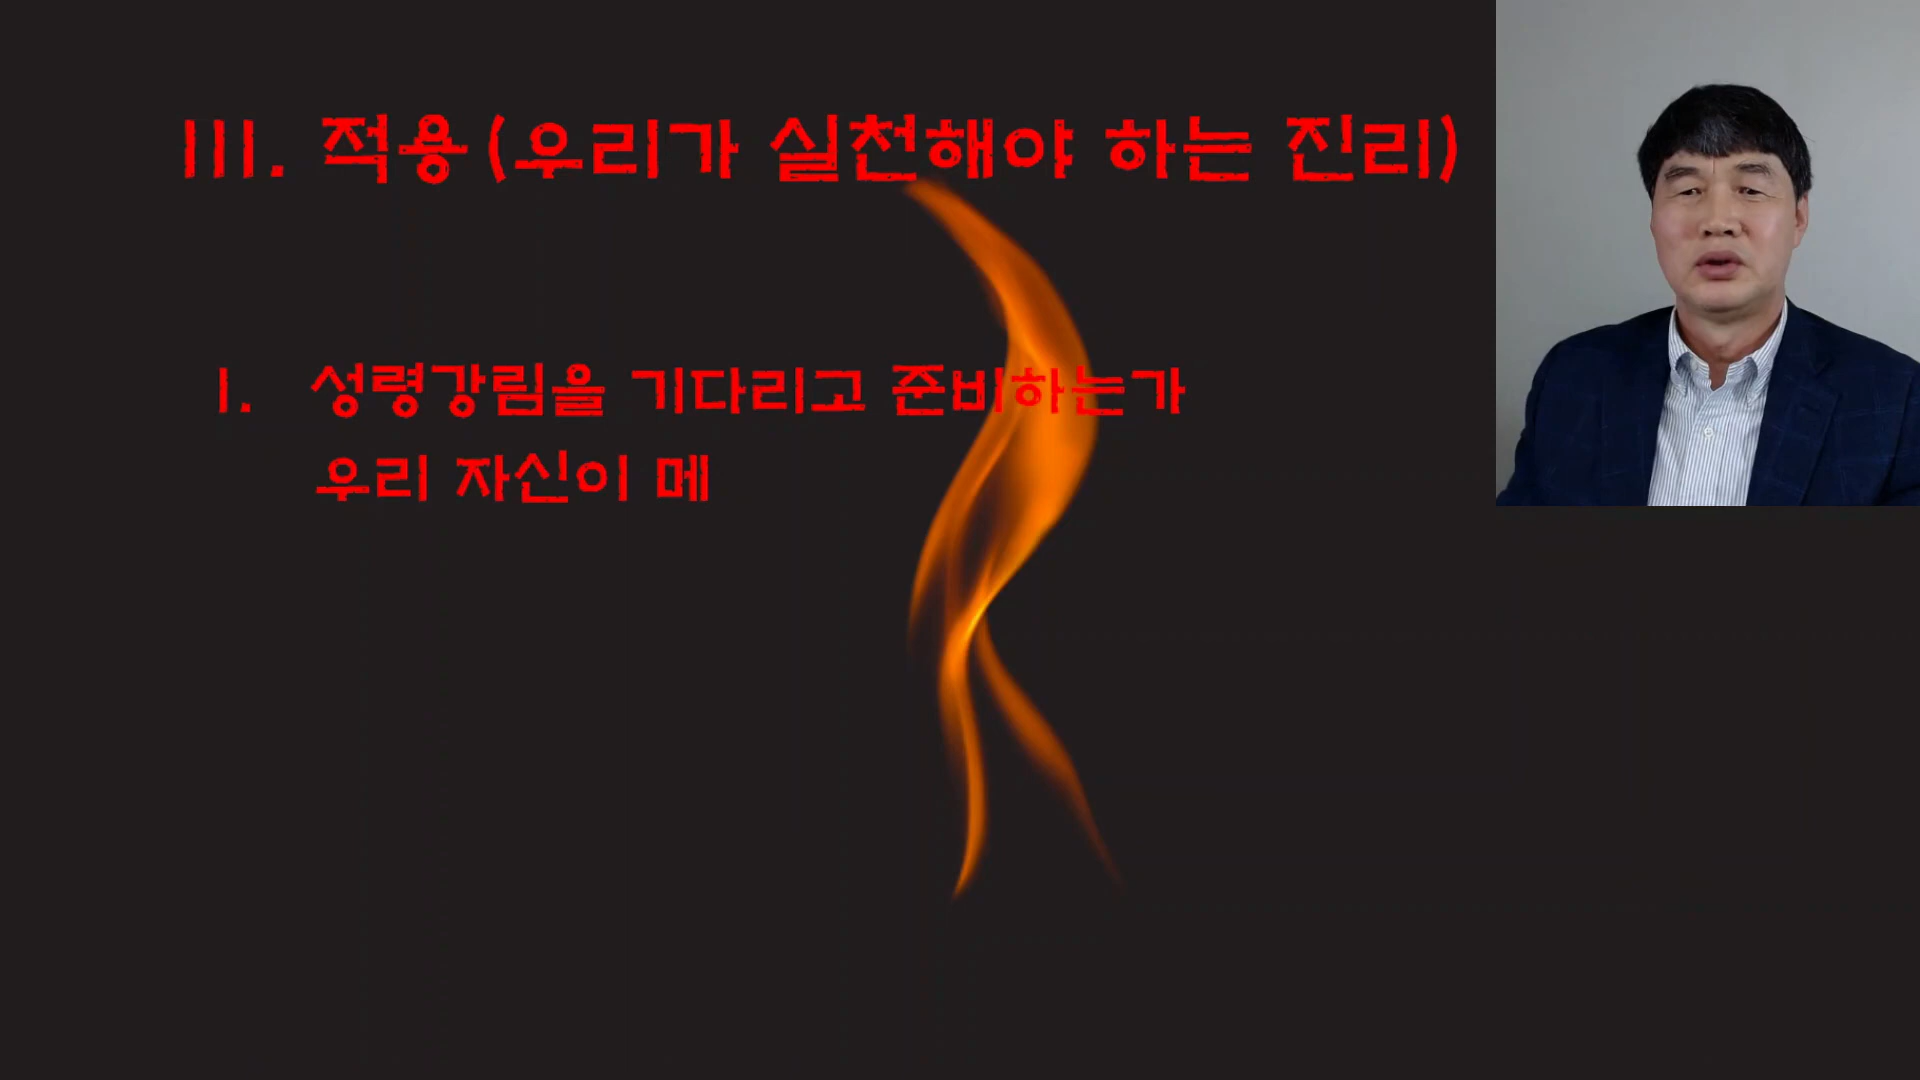 III. 적용(우리가 실천해야 하는 진리)
1. 성령강림을 기다리고 준비하는가
우리 자신이 메